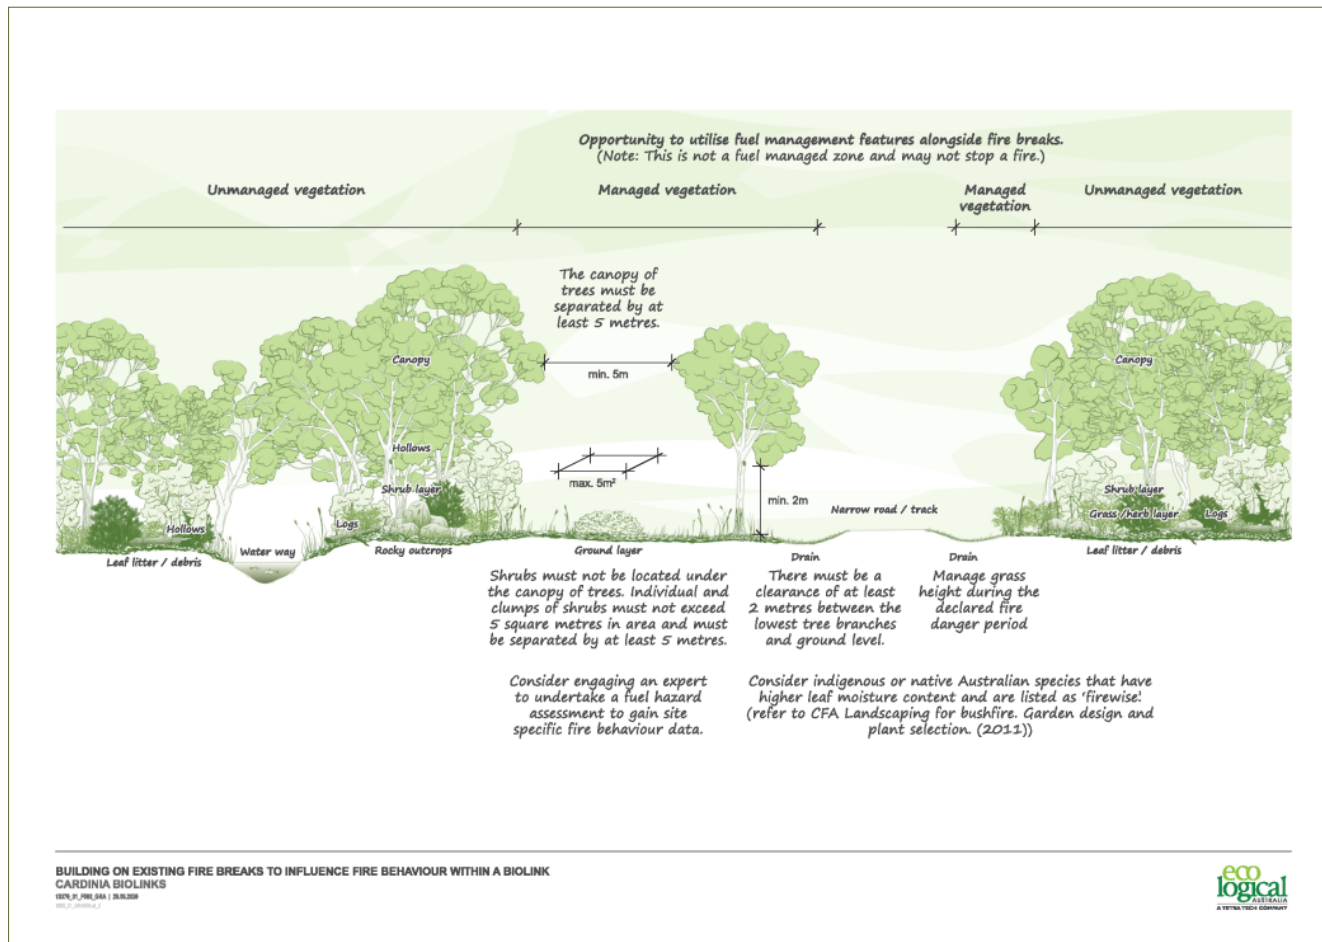 Opportunity to utilise fuel management features alongside fire breaks.
(Note: This is not a fuel managed zone and may not stop a fire.)
Unmanaged vegetation
Managed vegetation
Managed
vegetation
Unmanaged vegetation
The canopy of
trees must be
separated by at
least 5 metres.
Canopy
min. 5m
Canopy
Hollows
Shrub layer
max. 5m²
min. 2m
Shrub layer
Narrow road / track
Grass /herb layer
Logs
Hollows
Logs
Leaf litter / debris
Water way
Rocky outcrops
Ground layer
Drain
Drain
Leaf litter / debris
Shrubs must not be located under
the canopy of trees. Individual and
clumps of shrubs must not exceed
5 square metres in area and must
be separated by at least 5 metres.
There must be a
clearance of at least
2 metres between the
lowest tree branches
and ground level.
Manage grass
height during the
declared fire
danger period
Consider engaging an expert
to undertake a fuel hazard
assessment to gain site
specific fire behaviour data.
Consider indigenous or native Australian species that have
higher leaf moisture content and are listed as 'firewise'.
(refer to CFA Landscaping for bushfire. Garden design and
plant selection. (2011))
BUILDING ON EXISTING FIRE BREAKS TO INFLUENCE FIRE BEHAVIOUR WITHIN A BIOLINK
CARDINIA BIOLINKS
eco
logical
AUSTRALIA
A TETRA TECH COMPANY